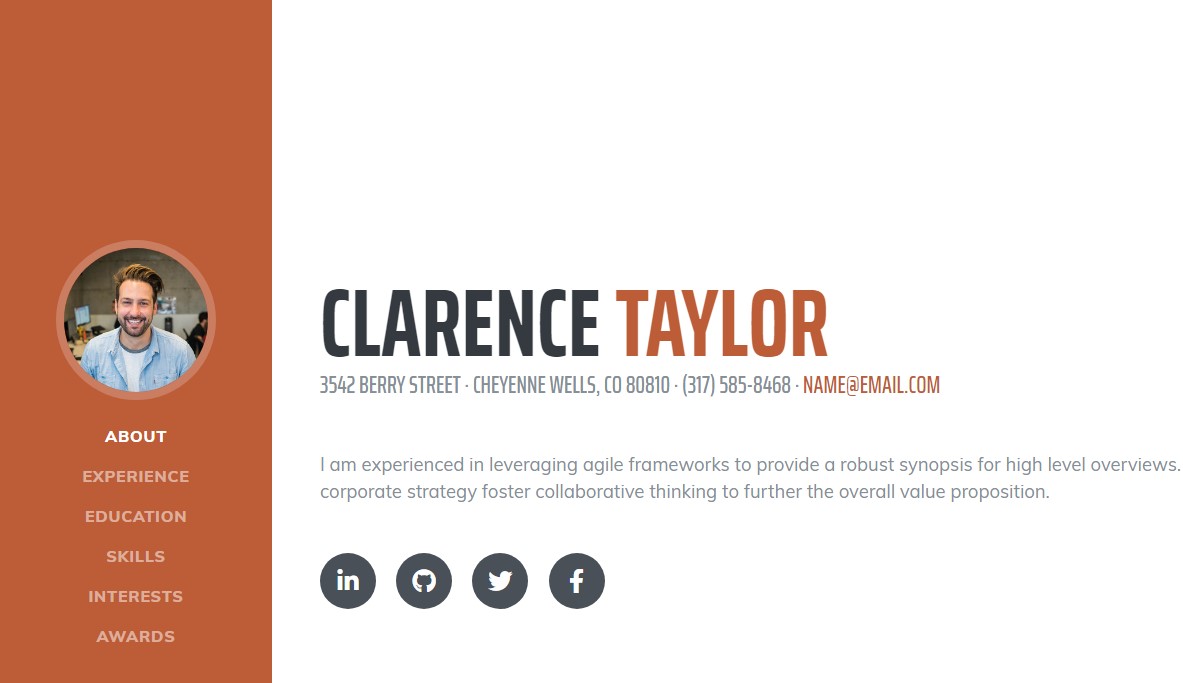 ABOUT
EXPERIENCE
EDUCATION
SKILLS
INTERESTS
AWARDS
CLARENCE TAYLOR
3542 BERRY STREET · CHEYENNE WELLS, CO 80810 · (317) 585-8468 · NAME@EMAIL.COM
I am experienced in leveraging agile frameworks to provide a robust synopsis for high level overviews.
corporate strategy foster collaborative thinking to further the overall value proposition.
in
f